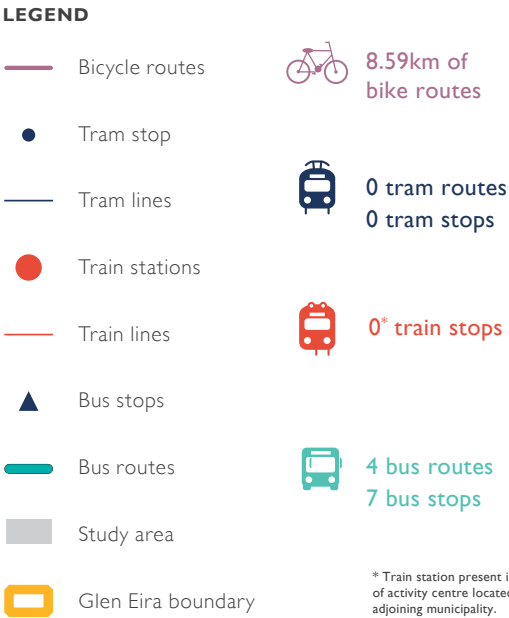 LEGEND
Bicycle routes
Tram stop
Tram lines
Train stations
Train lines
Bus stops
Bus routes
Study area
Glen Eira boundary
8.59km of
bike routes
0 tram routes
0 tram stops
0* train stops
4 bus routes
7 bus stops
* Train station present
of activity centre located
adjoining municipality.